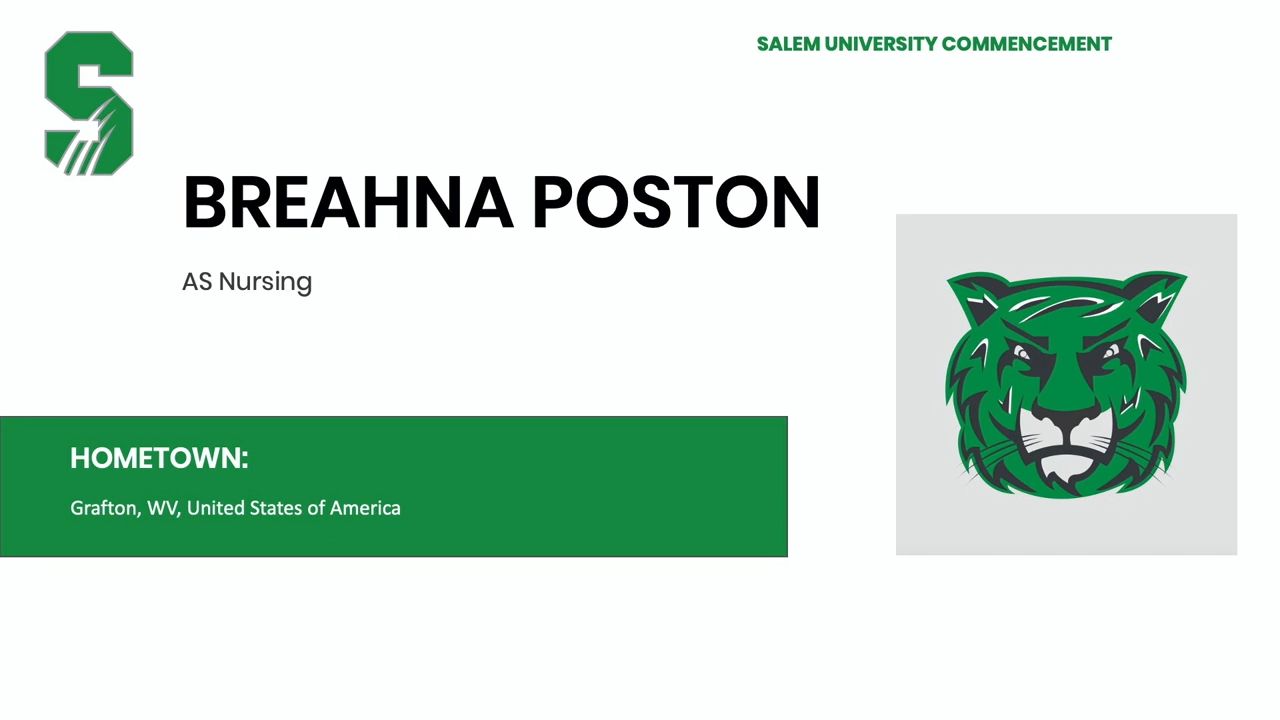 S
SALEM UNIVERSITY COMMENCEMENT
BREAHNA POSTON
AS Nursing
HOMETOWN:
Grafton, WV, United States of America